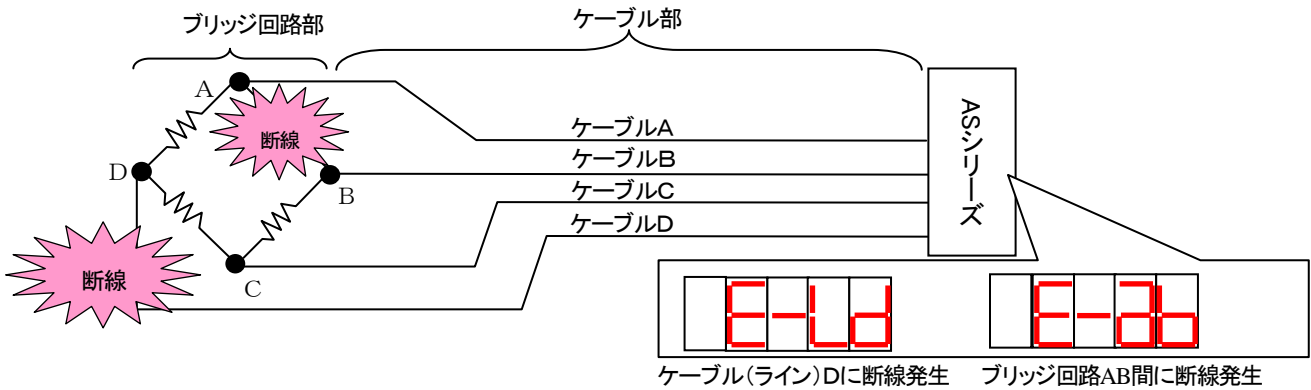 ブリッジ回路部
ケーブル部
A
断線
D
B
C
断線
ケーブルA
ケーブルB
ケーブルC
ケーブルD
ASシリーズ
E-Ld
E-3b
ケーブル(ライン)Dに断線発生
ブリッジ回路AB間に断線発生